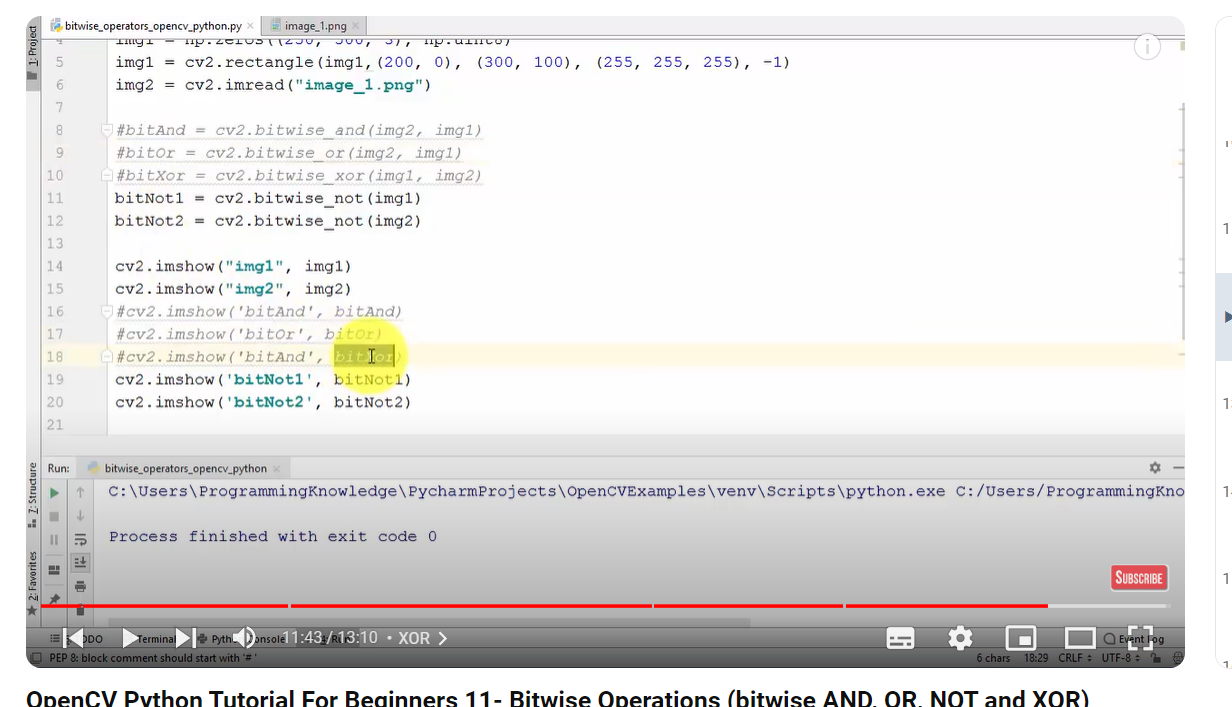 1: Project
bitwise_operators_opencv_python.py
image_1.png
4 img1 = np.zeros((250, 500, 3), np.uint8)
5 img1 = cv2.rectangle(img1,(200, 0), (300, 100), (255, 255, 255), -1)
6 img2 = cv2.imread("image_1.png")
7
8 #bitAnd = cv2.bitwise_and(img2, img1)
9 #bitOr = cv2.bitwise_or(img2, img1)
10 #bitXor = cv2.bitwise_xor(img1, img2)
11 bitNot1 = cv2.bitwise_not(img1)
12 bitNot2 = cv2.bitwise_not(img2)
13
14 cv2.imshow("img1", img1)
15 cv2.imshow("img2", img2)
16 #cv2.imshow('bitAnd', bitAnd)
17 #cv2.imshow('bitOr', bitOr)
18 #cv2.imshow('bitAnd', bitXor)
19 cv2.imshow('bitNot1', bitNot1)
20 cv2.imshow('bitNot2', bitNot2)
21
Run: bitwise_operators_opencv_python
C:\Users\ProgrammingKnowledge\PycharmProjects\OpenCVExamples\venv\Scripts\python.exe C:/Users/ProgrammingKno
Process finished with exit code 0
7: Structure
2: Favorites
SUBSCRIBE
Terminal
11:43 / 13:10 • XOR
Event Log
PEP 8: block comment should start with '# '
6 chars 18:29 CRLF UTF-8
OpenCV Python Tutorial For Beginners 11- Bitwise Operations (bitwise AND, OR, NOT and XOR)